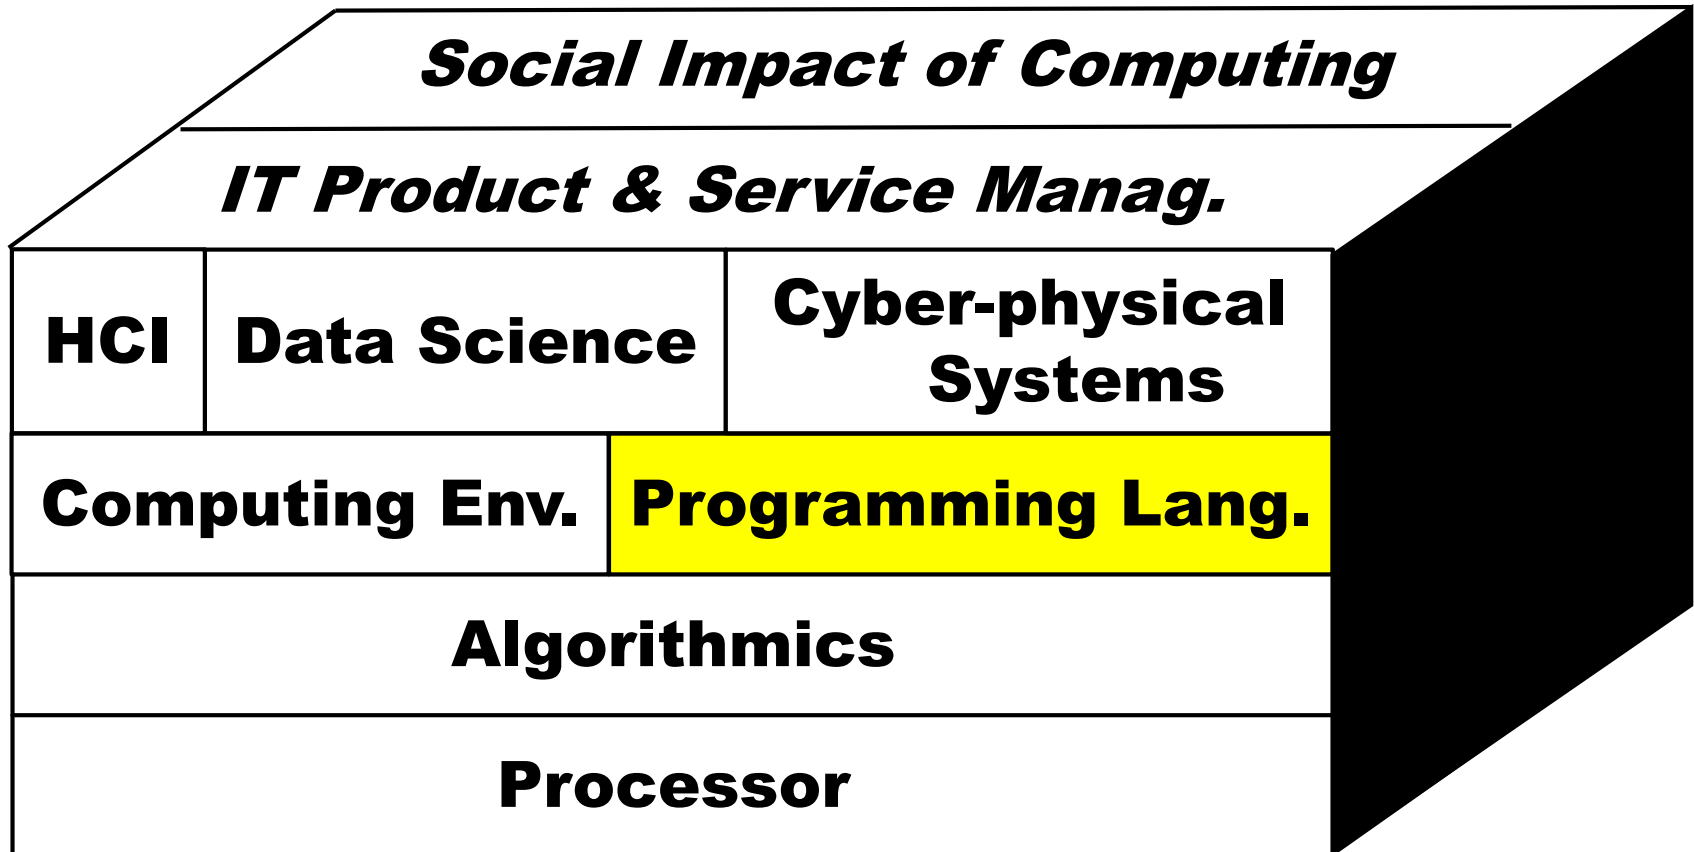 Social Impact of Computing
IT Product & Service Manag.
HCI
Data Science
Cyber-physical
Systems
Computing Env.
Programming Lang.
Algorithmics
Processor